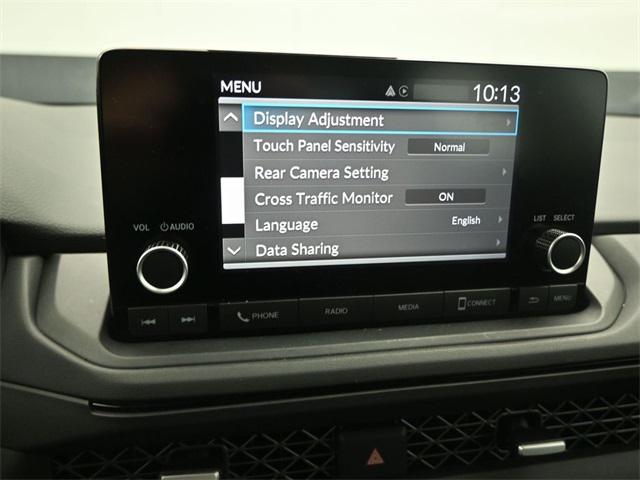 MENU 10:13
Display Adjustment
Touch Panel Sensitivity Normal
Rear Camera Setting
Cross Traffic Monitor ON
Language English
Data Sharing
VOL AUDIO
LIST SELECT
PHONE RADIO MEDIA CONNECT MENU